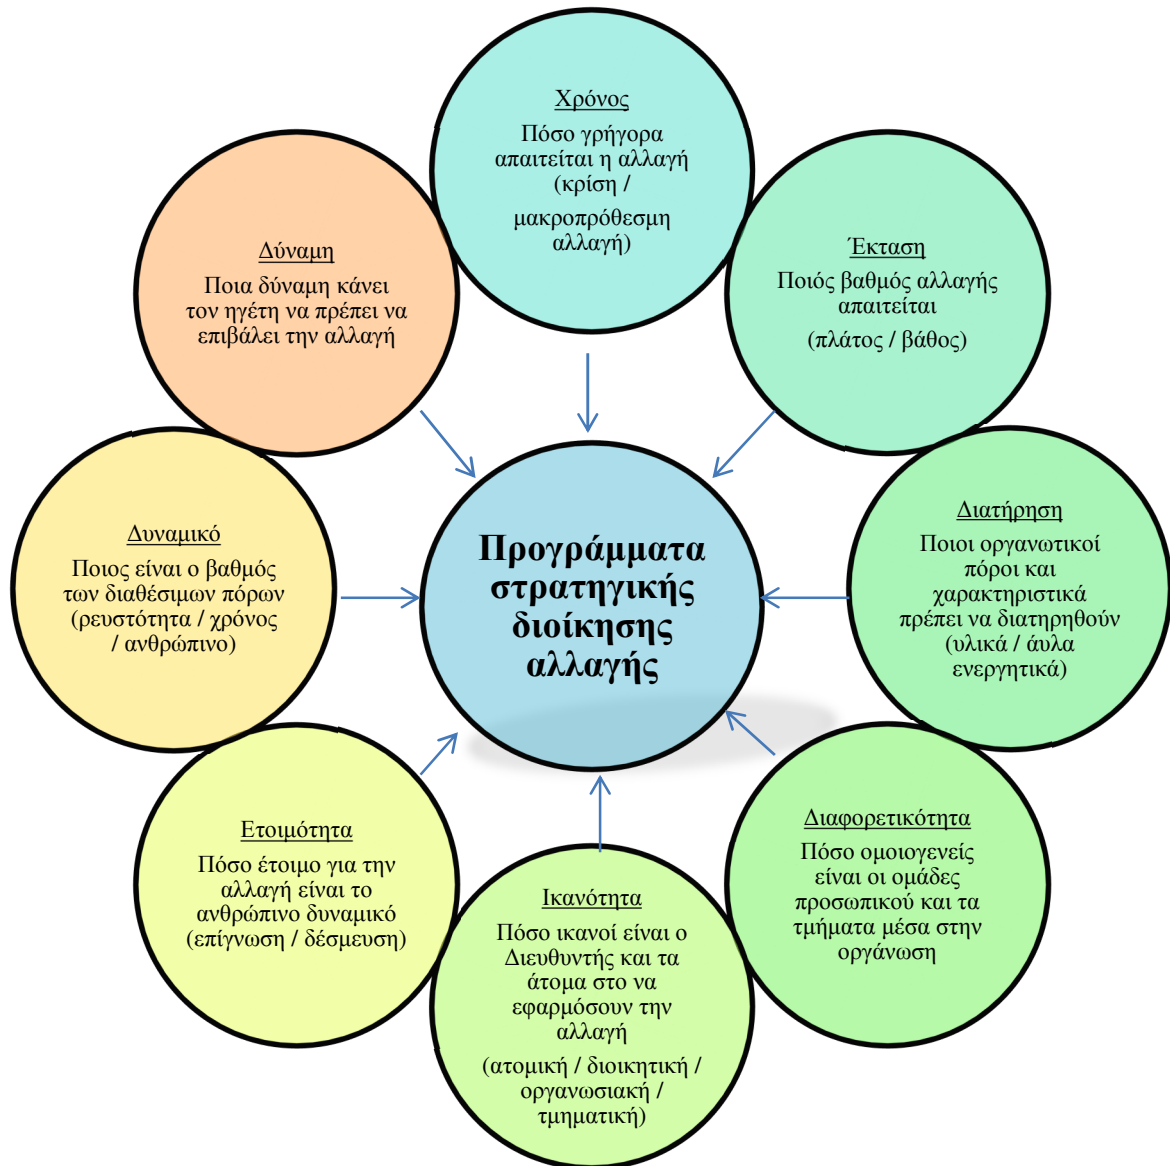 Χρόνος
Πόσο γρήγορα
απαιτείται η αλλαγή
(κρίση /
μακροπρόθεσμη
αλλαγή)
Έκταση
Ποιός βαθμός αλλαγής
απαιτείται
(πλάτος / βάθος)
Διατήρηση
Ποιοι οργανωτικοί
πόροι και
χαρακτηριστικά
πρέπει να διατηρηθούν
(υλικά / άυλα
ενεργητικά)
Διαφορετικότητα
Πόσο ομοιογενείς
είναι οι ομάδες
προσωπικού και τα
τμήματα μέσα στην
οργάνωση
Ικανότητα
Πόσο ικανοί είναι ο
Διευθυντής και τα
άτομα στο να
εφαρμόσουν την
αλλαγή
(ατομική / διοικητική /
οργανωσιακή /
τμηματική)
Ετοιμότητα
Πόσο έτοιμο για την
αλλαγή είναι το
ανθρώπινο δυναμικό
(επίγνωση / δέσμευση)
Δυναμικό
Ποιος είναι ο βαθμός
των διαθέσιμων πόρων
(ρευστότητα / χρόνος
/ ανθρώπινο)
Δύναμη
Ποια δύναμη κάνει
τον ηγέτη να πρέπει να
επιβάλει την αλλαγή
Προγράμματα
στρατηγικής
διοίκησης
αλλαγής